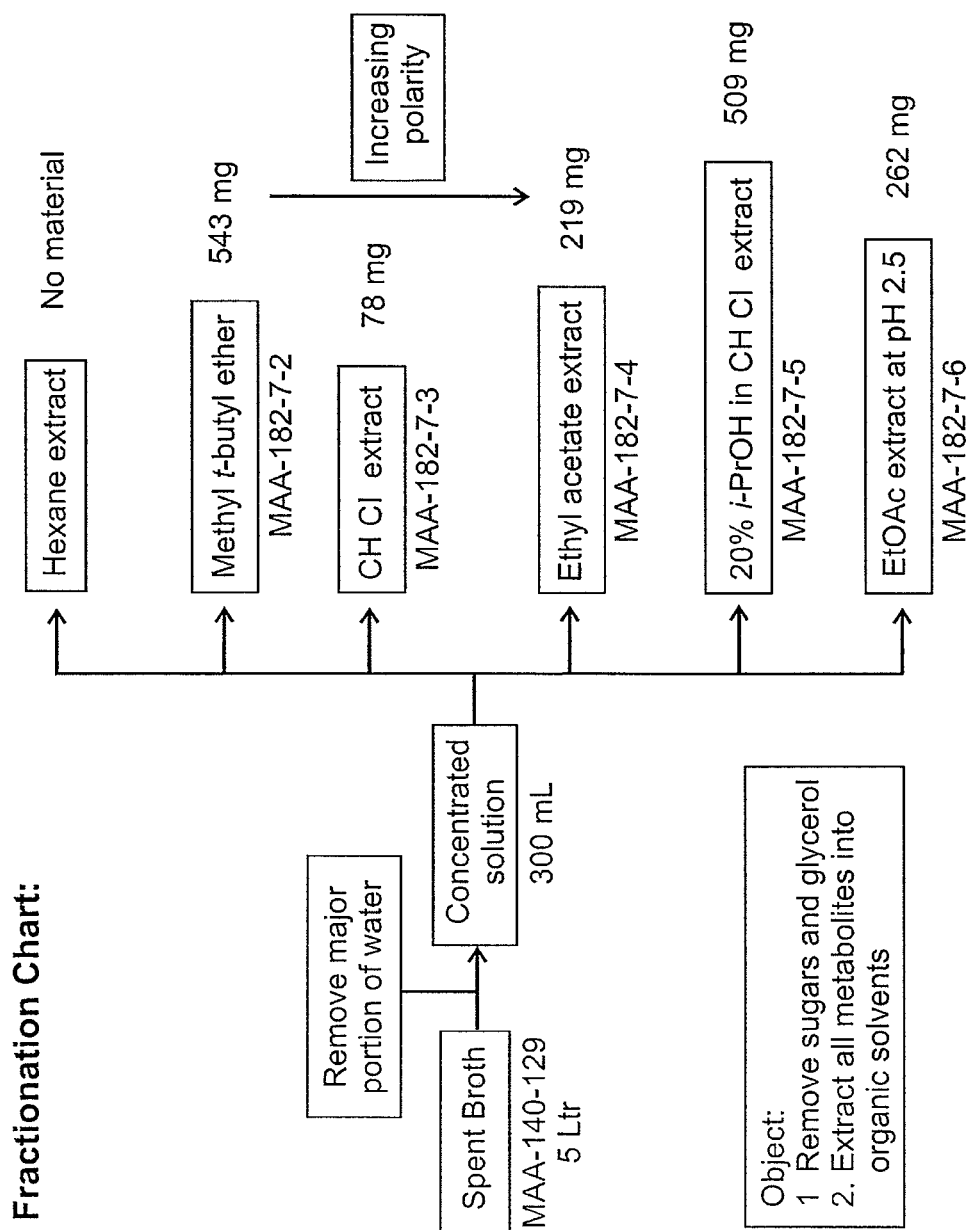 Fractionation Chart:
Remove major
portion of water
Spent Broth
MAA-140-129
5 Ltr
Concentrated
solution
300 mL
Hexane extract
No material
Methyl t-butyl ether
543 mg
MAA-182-7-2
CH Cl extract
78 mg
MAA-182-7-3
Increasing
polarity
Ethyl acetate extract
219 mg
MAA-182-7-4
20% i-PrOH in CH Cl extract
509 mg
MAA-182-7-5
EtOAc extract at pH 2.5
262 mg
MAA-182-7-6
Object:
1 Remove sugars and glycerol
2. Extract all metabolites into
organic solvents